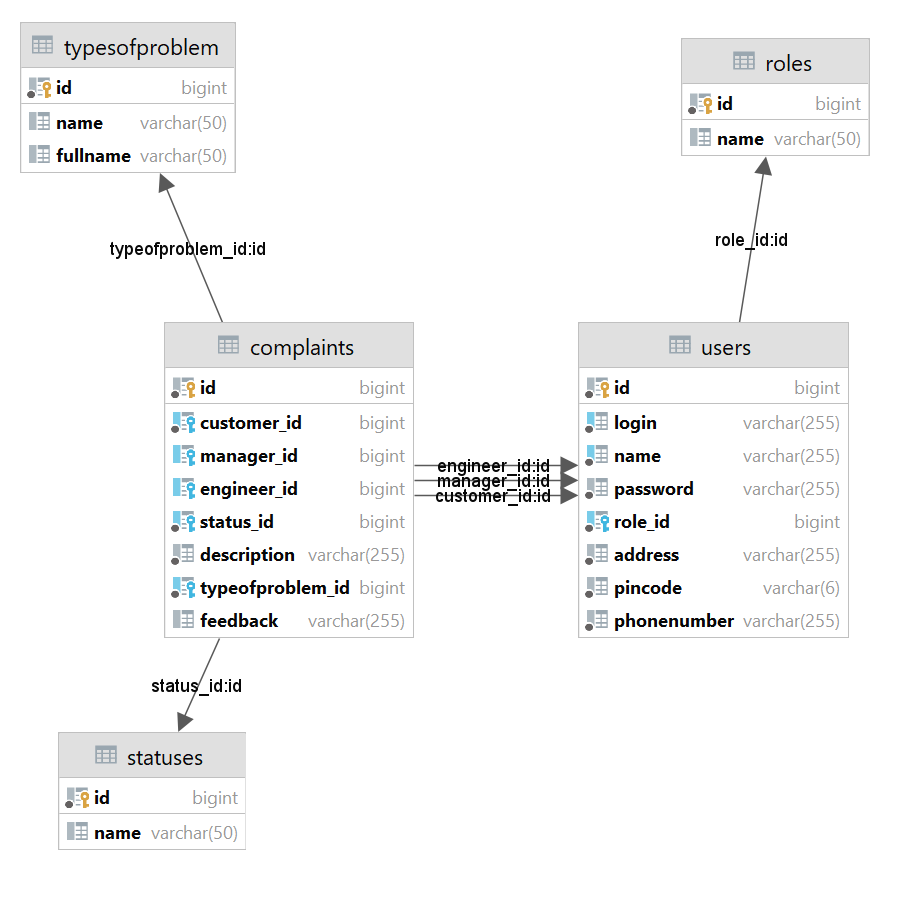 typesofproblem
id bigint
name varchar(50)
fullname varchar(50)
roles
id bigint
name varchar(50)
typeofproblem_id:id
role_id:id
complaints
id bigint
customer_id bigint
manager_id bigint
engineer_id bigint
status_id bigint
description varchar(255)
typeofproblem_id bigint
feedback varchar(255)
engineer_id:id
manager_id:id
customer_id:id
users
id bigint
login varchar(255)
name varchar(255)
password varchar(255)
role_id bigint
address varchar(255)
pincode varchar(6)
phonenumber varchar(255)
status_id:id
statuses
id bigint
name varchar(50)